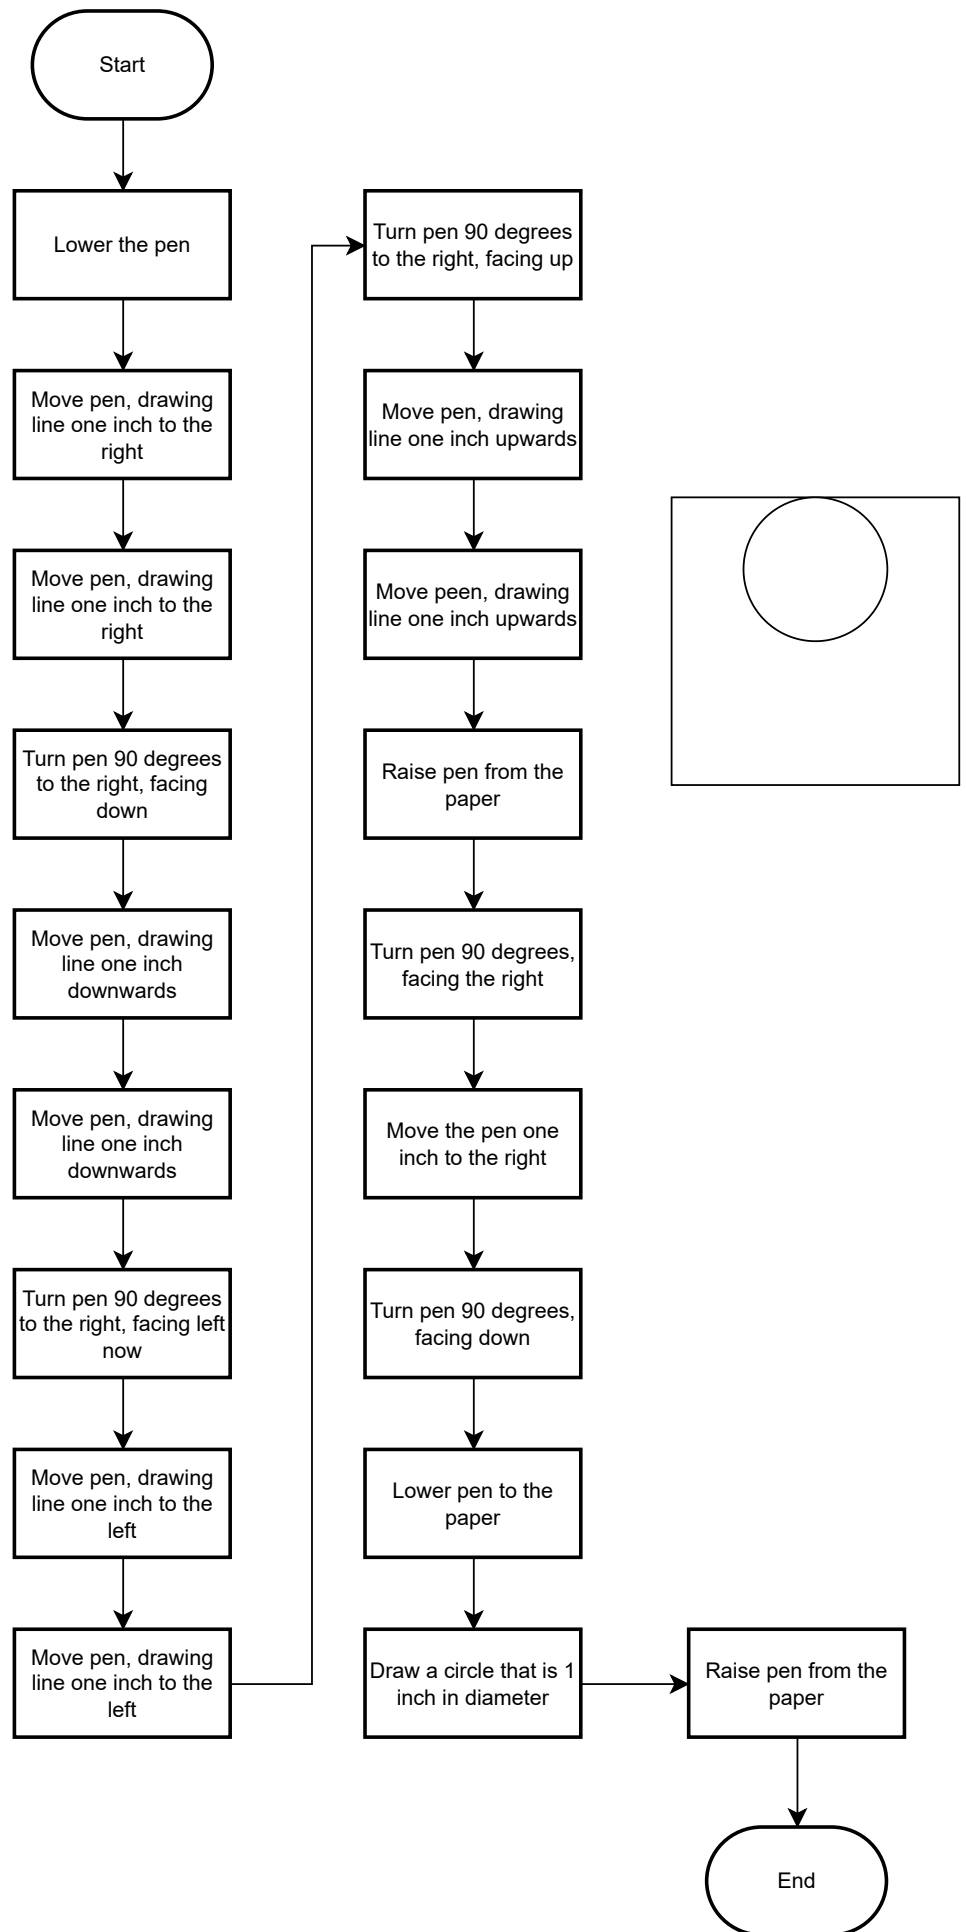 Start
Lower the pen
Move pen, drawing
line one inch to the
right
Move pen, drawing
line one inch to the
right
Turn pen 90 degrees
to the right, facing
down
Move pen, drawing
line one inch
downwards
Move pen, drawing
line one inch
downwards
Turn pen 90 degrees
to the right, facing left
now
Move pen, drawing
line one inch to the
left
Move pen, drawing
line one inch to the
left
Turn pen 90 degrees
to the right, facing up
Move pen, drawing
line one inch upwards
Move peen, drawing
line one inch upwards
Raise pen from the
paper
Turn pen 90 degrees,
facing the right
Move the pen one
inch to the right
Turn pen 90 degrees,
facing down
Lower pen to the
paper
Draw a circle that is 1
inch in diameter
Raise pen from the
paper
End